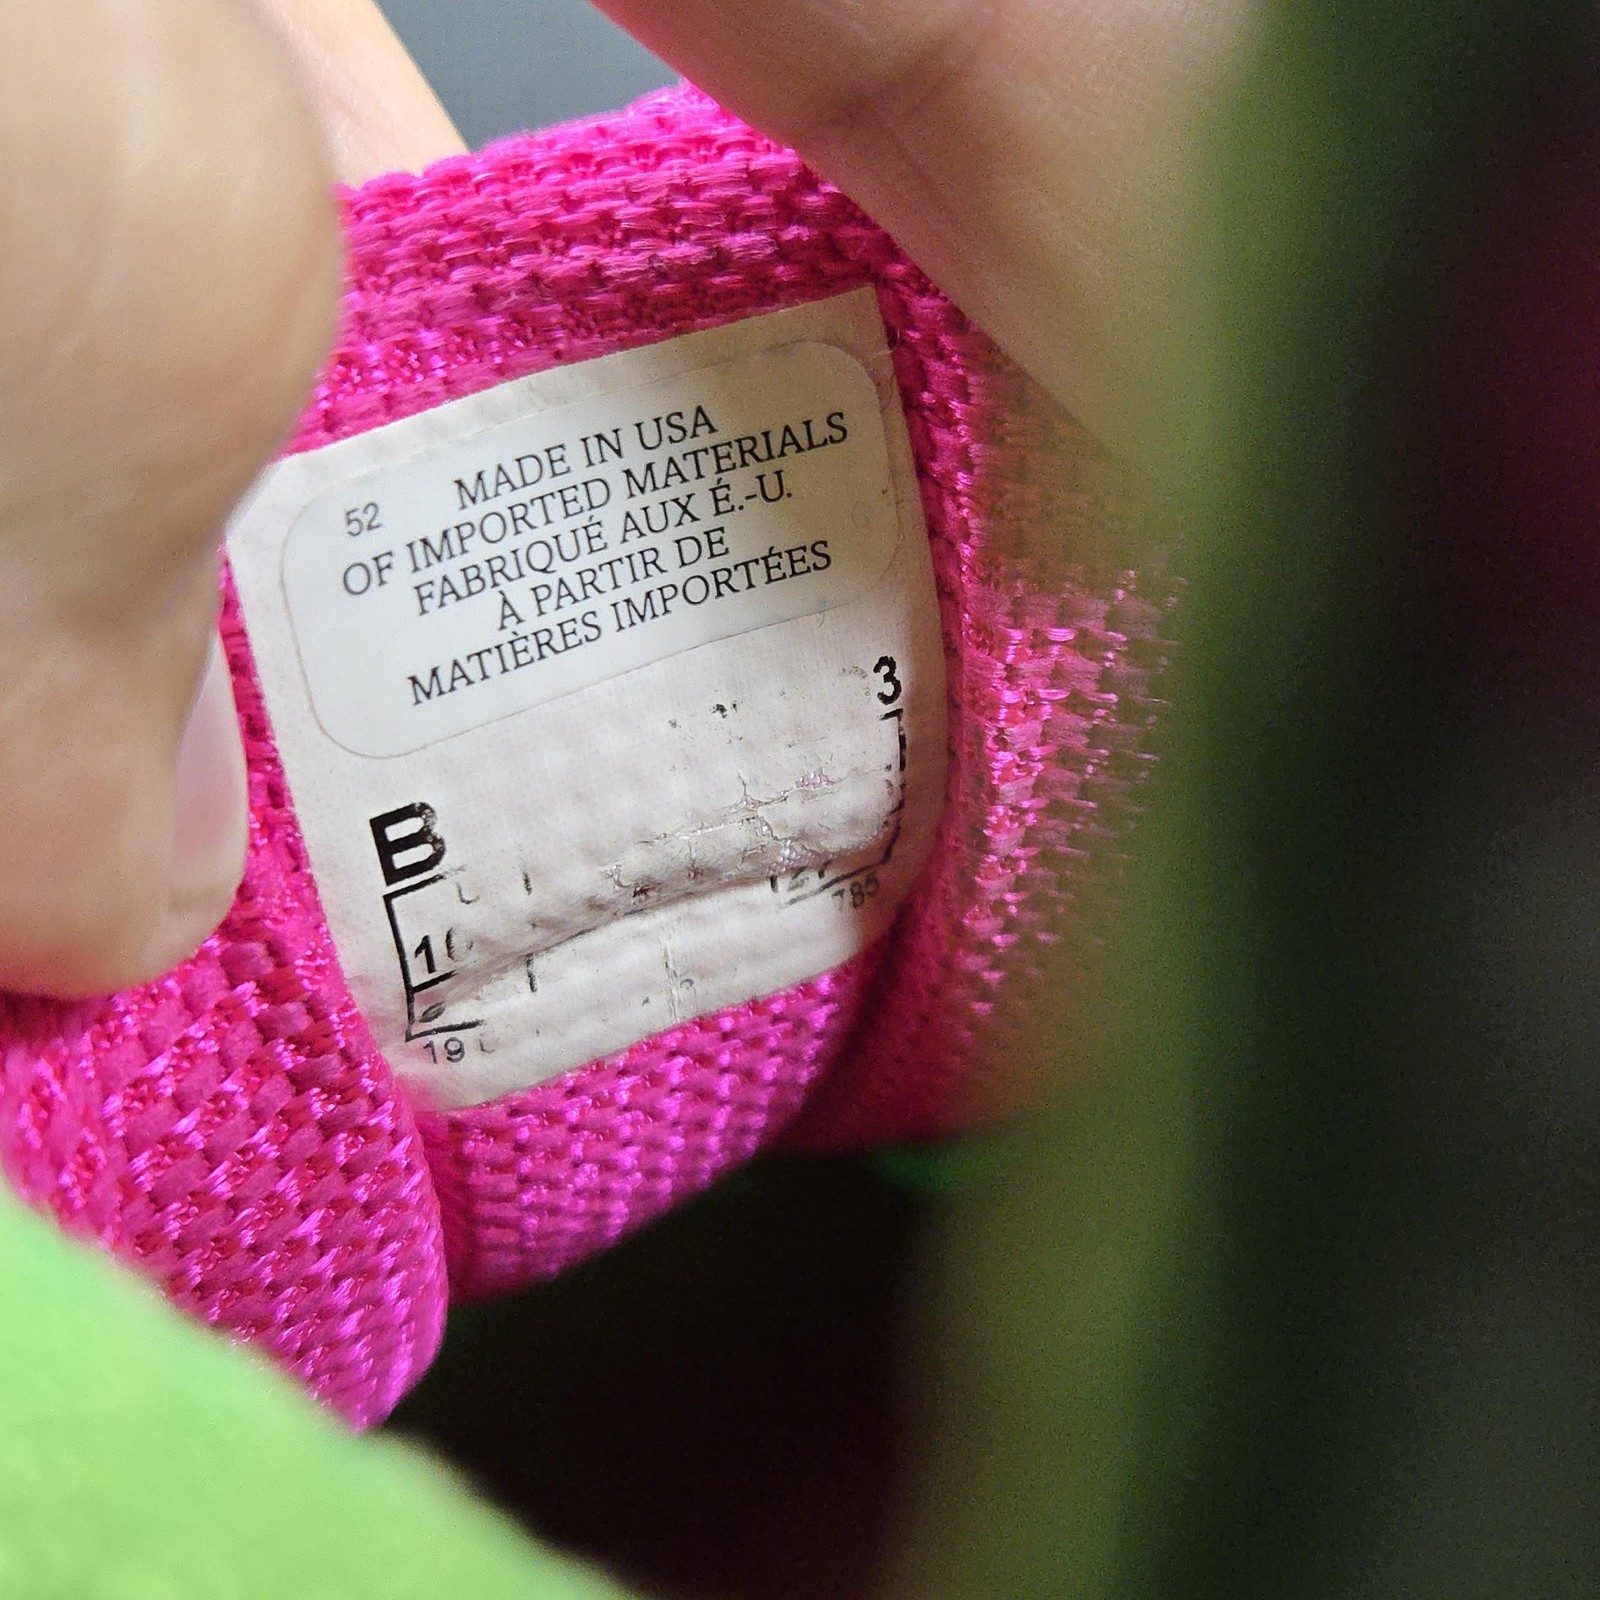 52 MADE IN USA
OF IMPORTED MATERIALS
FABRIQUÉ AUX É.-U.
À PARTIR DE
MATIÈRES IMPORTÉES
3
B
785